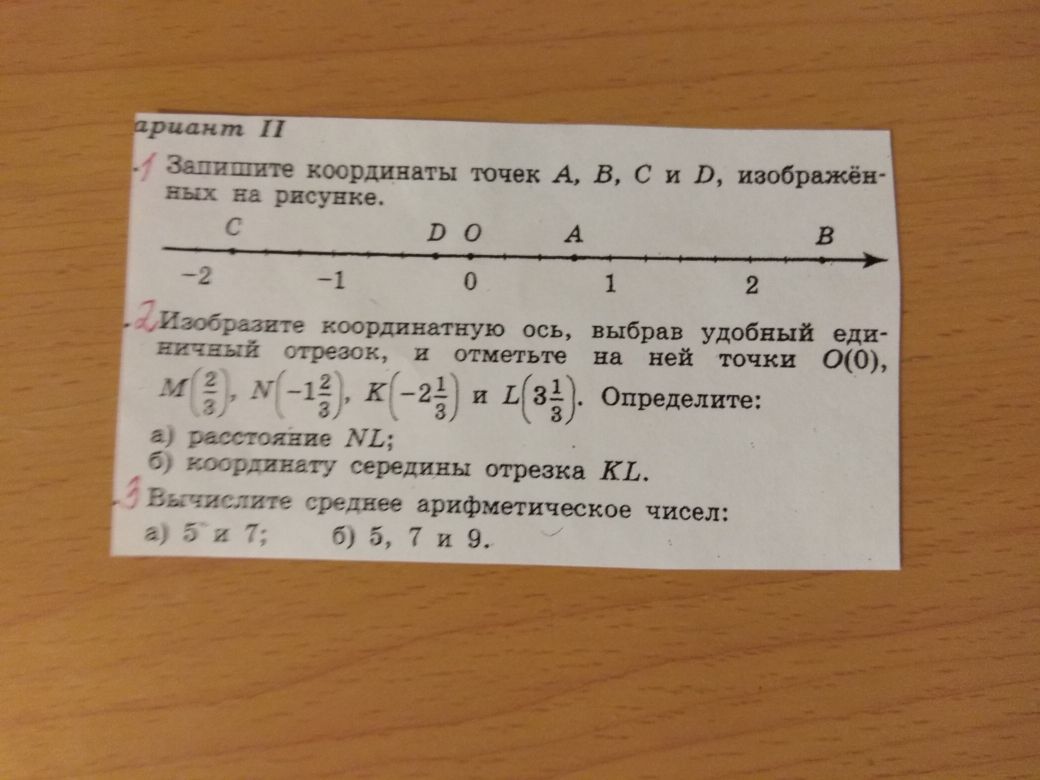 ариант II
1 Запишите координаты точек A, B, C и D, изображён-
ных на рисунке.
C D O A B
-2 -1 0 1 2
2 Изобразите координатную ось, выбрав удобный еди-
ничный отрезок, и отметьте на ней точки O(0),
M(2/3), N(-1 2/3), K(-2 1/3) и L(3 1/3). Определите:
а) расстояние NL;
б) координату середины отрезка KL.
3 Вычислите среднее арифметическое чисел:
а) 5 и 7; б) 5, 7 и 9.